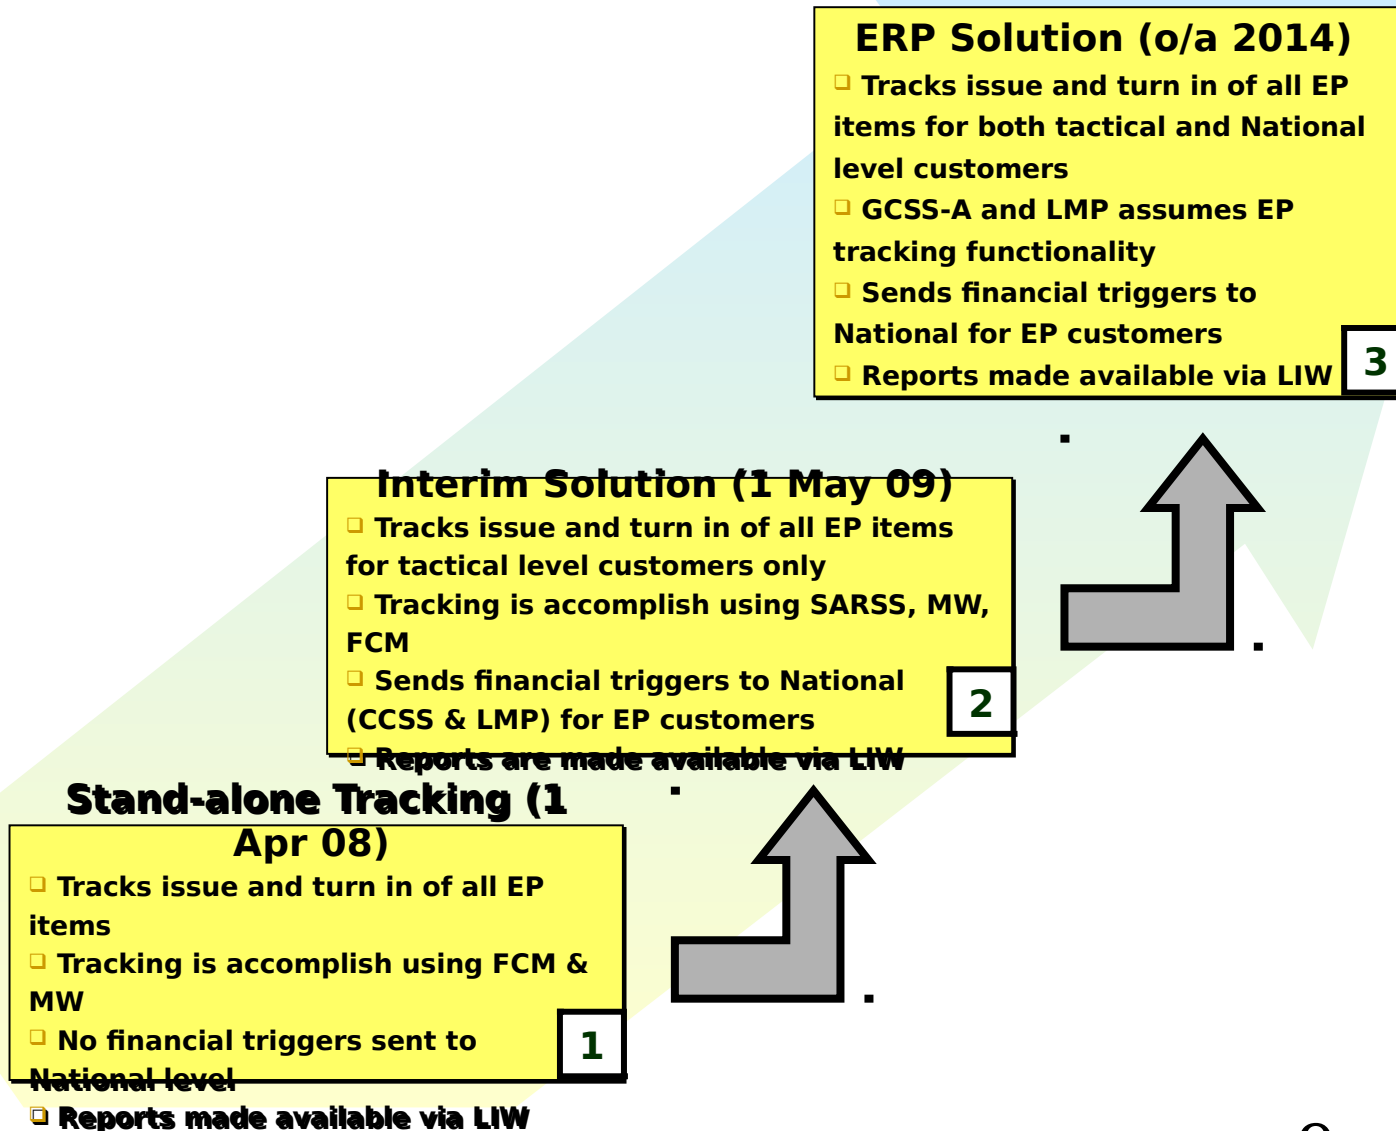 ERP Solution (o/a 2014)
❑ Tracks issue and turn in of all EP
items for both tactical and National
level customers
❑ GCSS-A and LMP assumes EP
tracking functionality
❑ Sends financial triggers to
National for EP customers
❑ Reports made available via LIW
3
Interim Solution (1 May 09)
❑ Tracks issue and turn in of all EP items
for tactical level customers only
❑ Tracking is accomplish using SARSS, MW,
FCM
❑ Sends financial triggers to National
(CCSS & LMP) for EP customers
❑ Reports are made available via LIW
2
Stand-alone Tracking (1
Apr 08)
❑ Tracks issue and turn in of all EP
items
❑ Tracking is accomplish using FCM &
MW
❑ No financial triggers sent to
National level
❑ Reports made available via LIW
1